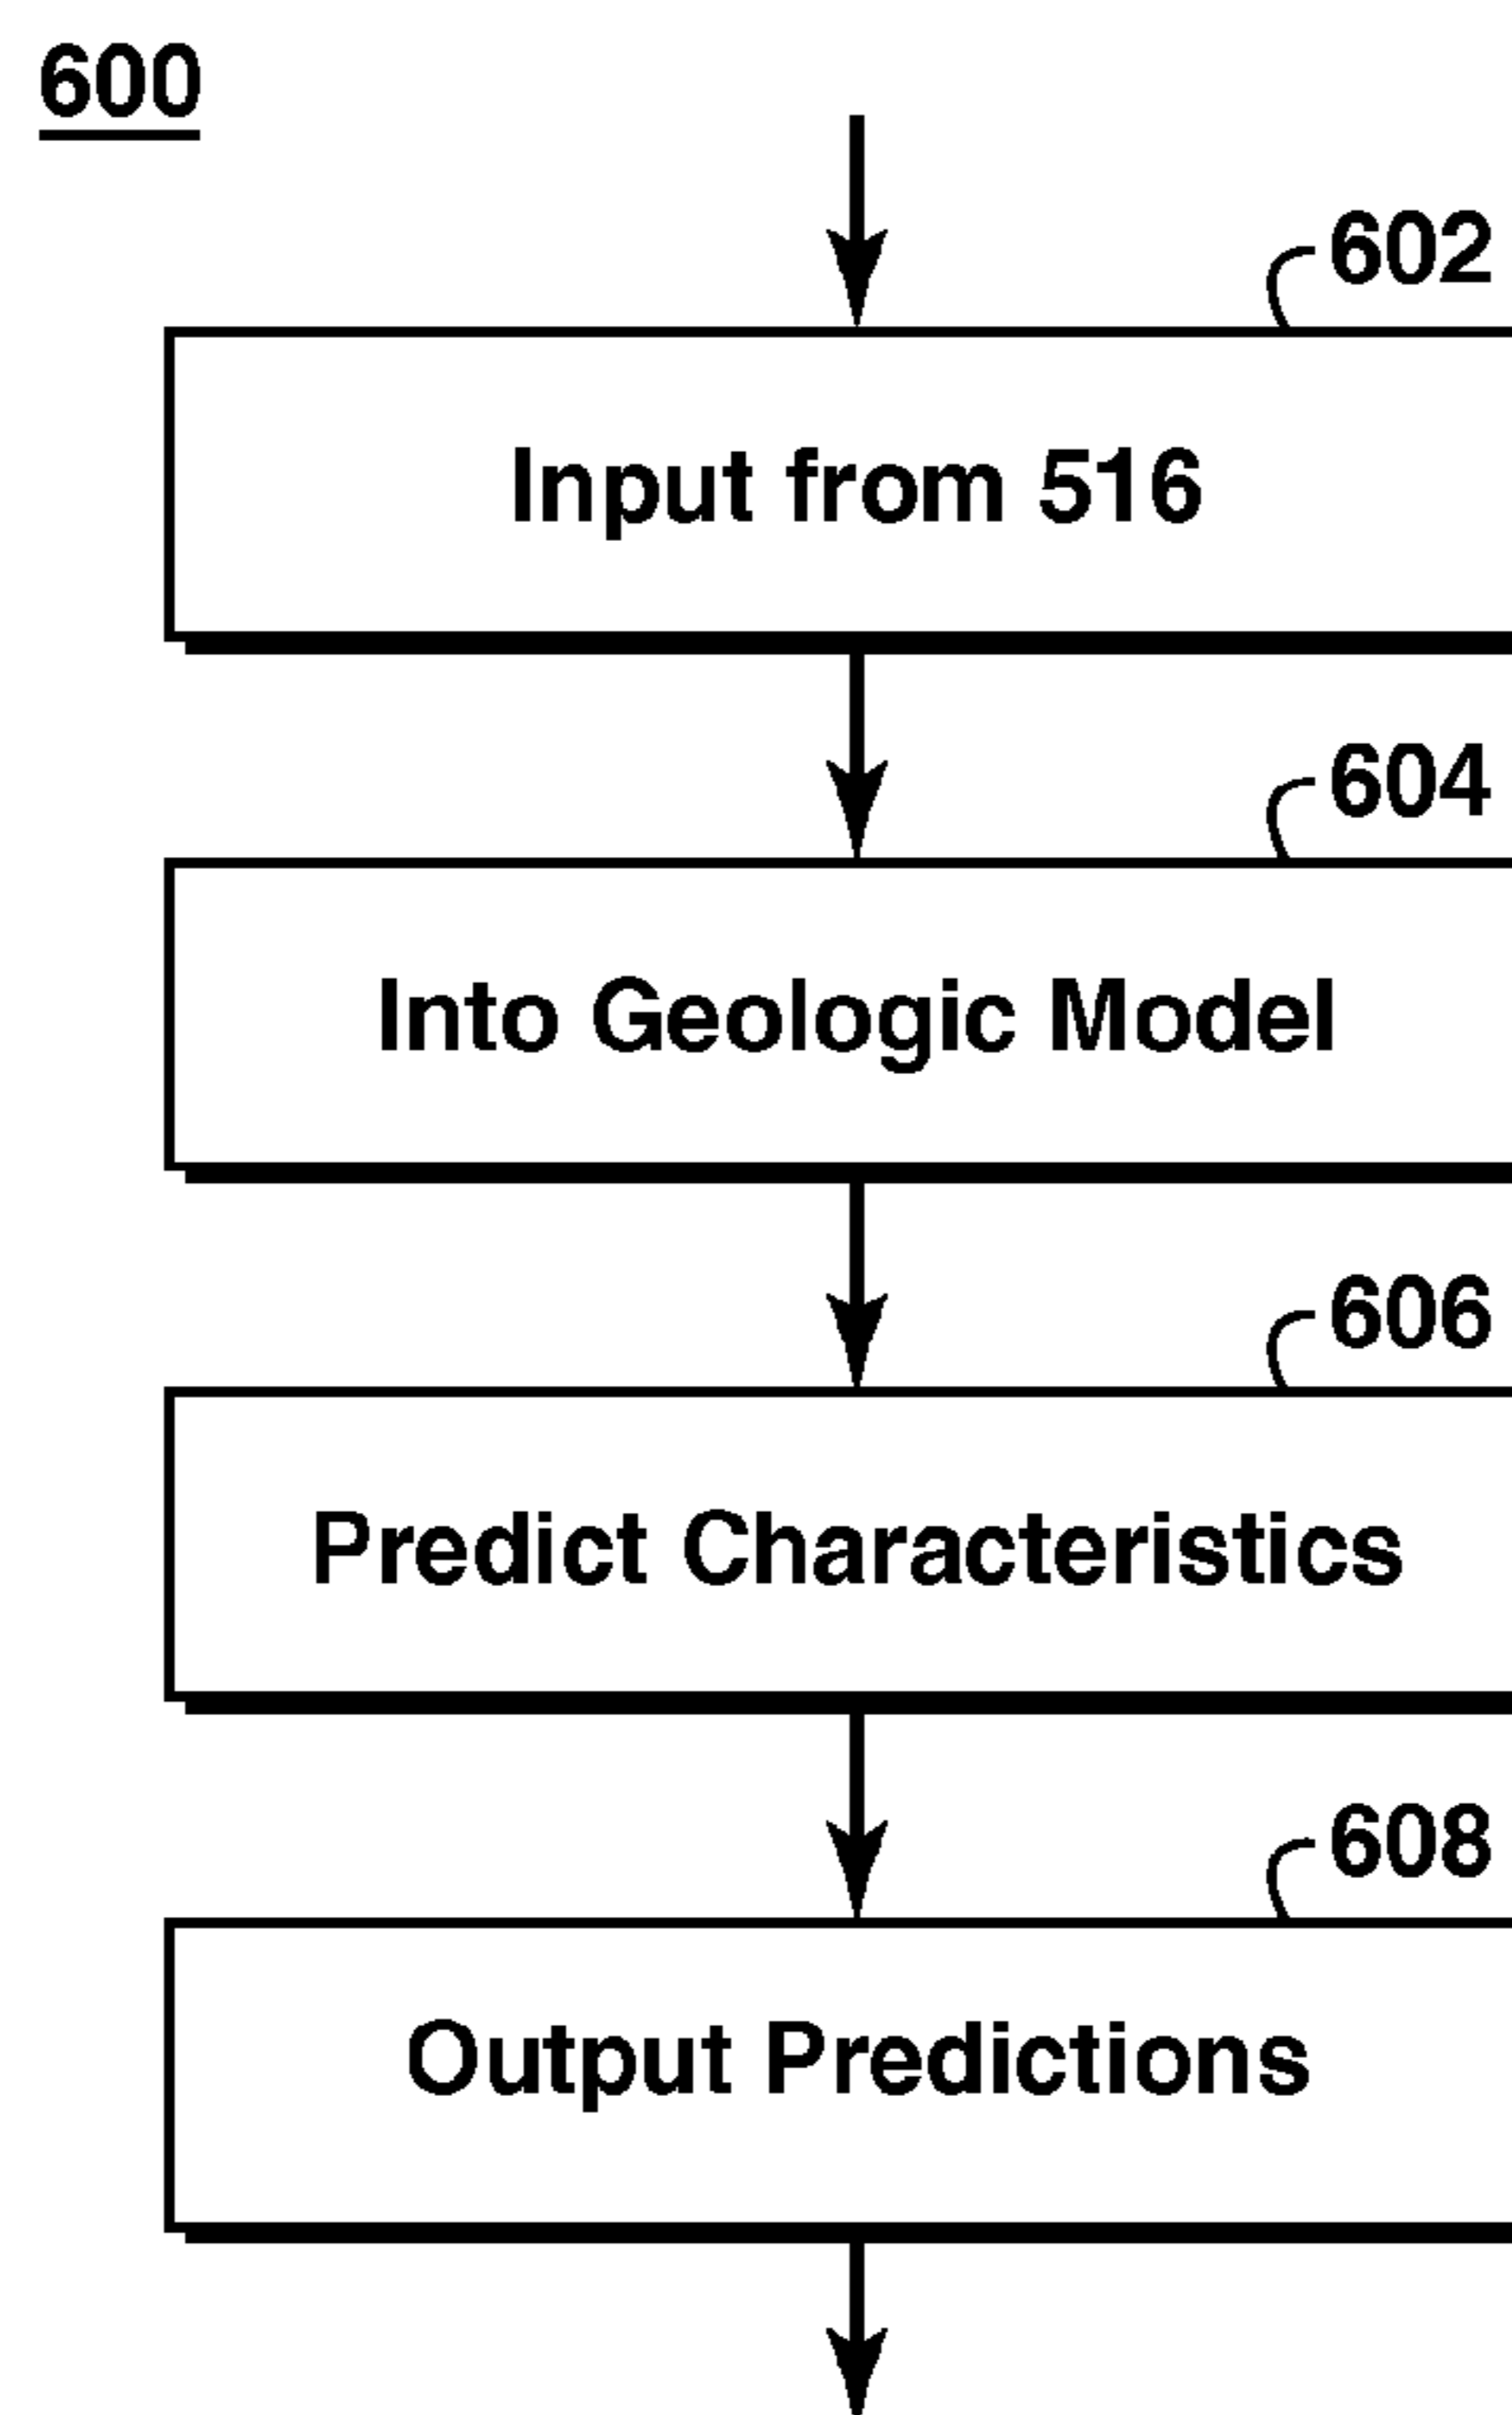 600
602
Input from 516
604
Into Geologic Model
606
Predict Characteristics
608
Output Predictions